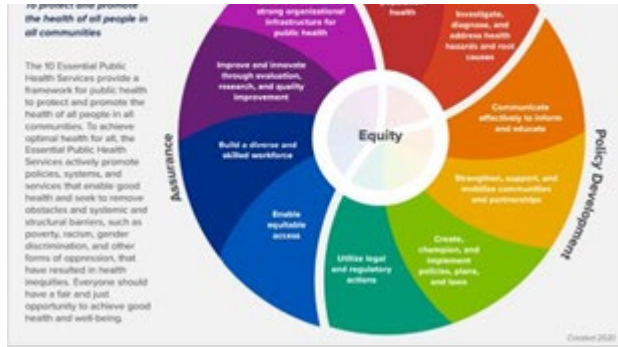 To protect and promote
the health of all people in
all communities
The 10 Essential Public
Health Services provide a
framework for public health
to protect and promote the
health of all people in all
communities. To achieve
optimal health for all, the
Essential Public Health
Services actively promote
policies, systems, and
services that enable good
health and seek to remove
obstacles and systemic and
structural barriers, such as
poverty, racism, gender
discrimination, and other
forms of oppression, that
have resulted in health
inequities. Everyone should
have a fair and just
opportunity to achieve good
health and well-being.
Assurance
strong organizational
infrastructure for
public health
health
Investigate,
diagnose, and
address health
hazards and root
causes
Improve and innovate
through evaluation,
research, and quality
improvement
Communicate
effectively to inform
and educate
Equity
Build a diverse and
skilled workforce
Strengthen, support, and
mobilize communities
and partnerships
Enable
equitable
access
Create,
champion, and
implement
policies, plans,
and laws
Utilize legal
and regulatory
actions
Policy Development
Created 2020